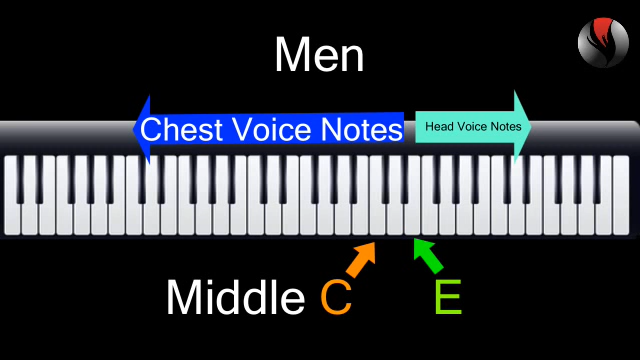 Men
Chest Voice Notes
Head Voice Notes
Middle C
E